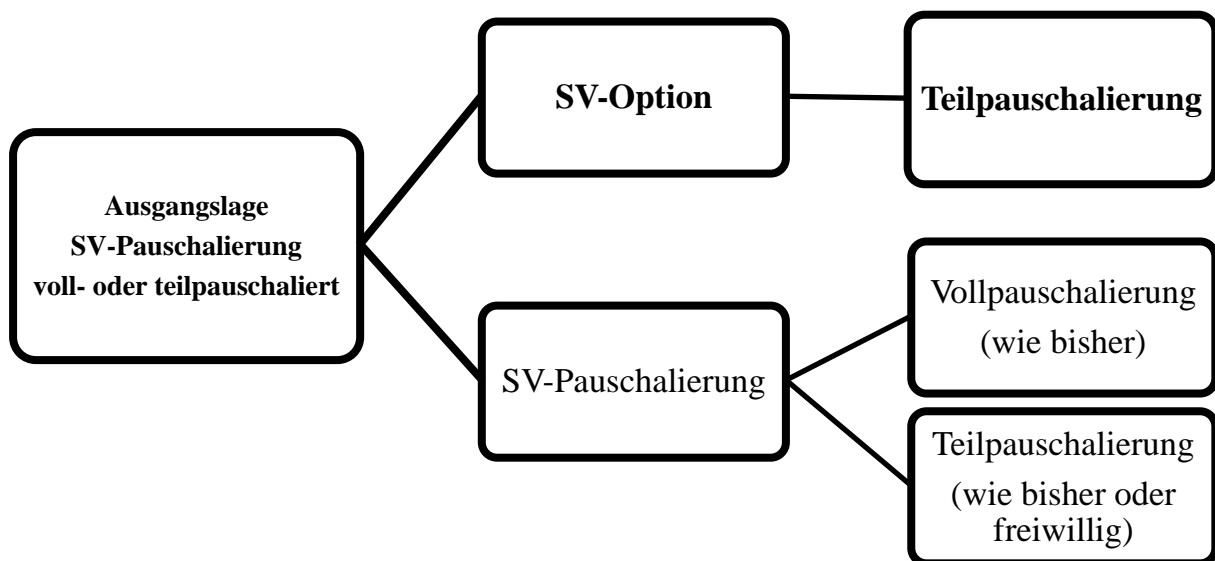 Ausgangslage
SV-Pauschalierung
voll- oder teilpauschaliert
SV-Option
Teilpauschalierung
SV-Pauschalierung
Vollpauschalierung
(wie bisher)
Teilpauschalierung
(wie bisher oder
freiwillig)